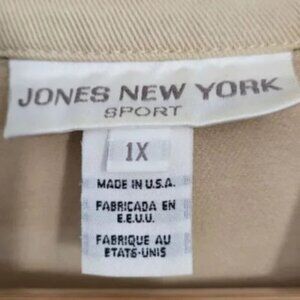 JONES NEW YORK
SPORT
1X
MADE IN U.S.A.
FABRICADA EN
E.E.U.U.
FABRIQUE AU
ETATS-UNIS